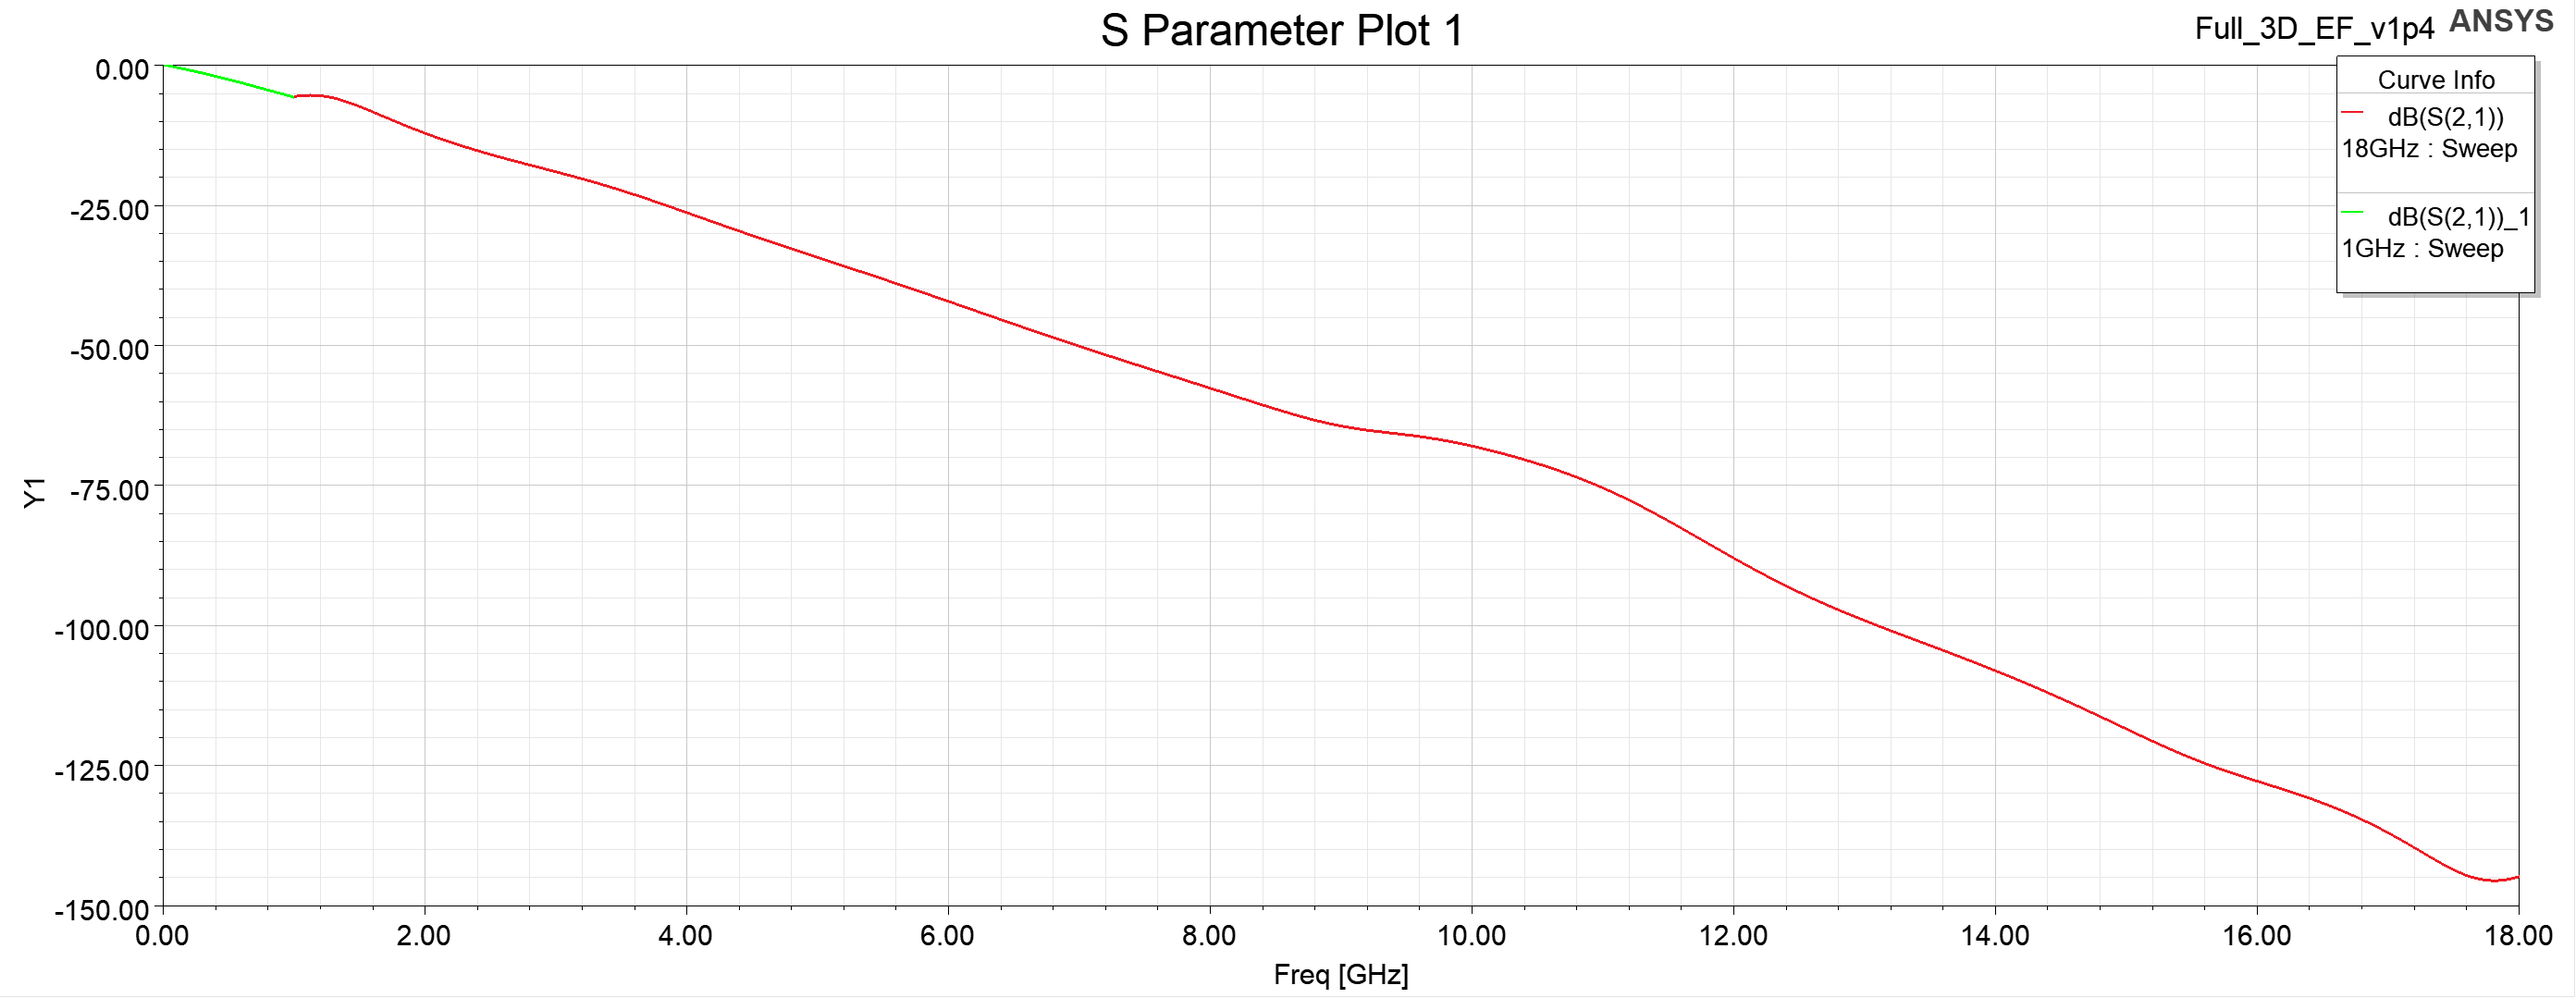 S Parameter Plot 1
Full_3D_EF_v1p4 ANSYS
Curve Info
dB(S(2,1))
18GHz : Sweep
dB(S(2,1))_1
1GHz : Sweep
Y1
0.00
-25.00
-50.00
-75.00
-100.00
-125.00
-150.00
0.00 2.00 4.00 6.00 8.00 10.00 12.00 14.00 16.00 18.00
Freq [GHz]